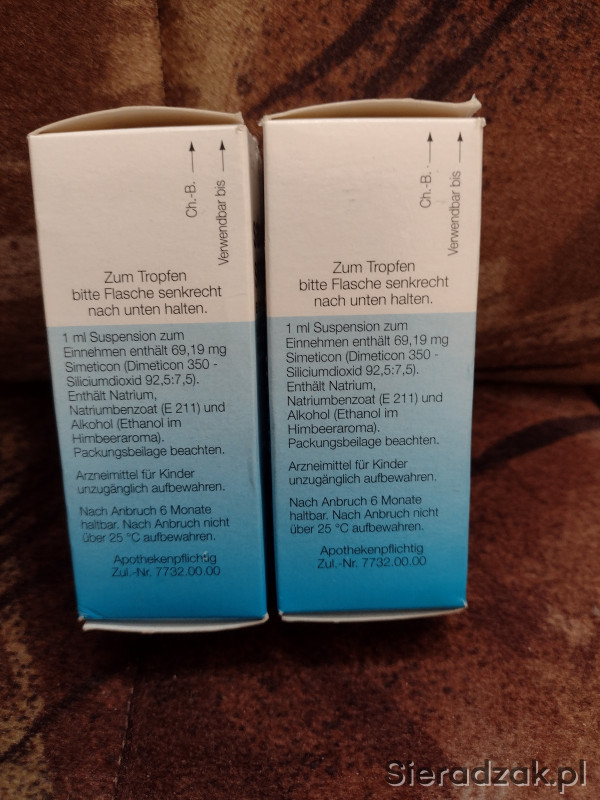 Ch.-B.
Verwendbar bis
Zum Tropfen
bitte Flasche senkrecht
nach unten halten.
1 ml Suspension zum
Einnehmen enthält 69,19 mg
Simeticon (Dimeticon 350 -
Siliciumdioxid 92,5:7,5).
Enthält Natrium,
Natriumbenzoat (E 211) und
Alkohol (Ethanol im
Himbeeraroma).
Packungsbeilage beachten.
Arzneimittel für Kinder
unzugänglich aufbewahren.
Nach Anbruch 6 Monate
haltbar. Nach Anbruch nicht
über 25 °C aufbewahren.
Apothekenpflichtig
Zul.-Nr. 7732.00.00
Ch.-B.
Verwendbar bis
Zum Tropfen
bitte Flasche senkrecht
nach unten halten.
1 ml Suspension zum
Einnehmen enthält 69,19 mg
Simeticon (Dimeticon 350 -
Siliciumdioxid 92,5:7,5).
Enthält Natrium,
Natriumbenzoat (E 211) und
Alkohol (Ethanol im
Himbeeraroma).
Packungsbeilage beachten.
Arzneimittel für Kinder
unzugänglich aufbewahren.
Nach Anbruch 6 Monate
haltbar. Nach Anbruch nicht
über 25 °C aufbewahren.
Apothekenpflichtig
Zul.-Nr. 7732.00.00
Sieradzak.pl